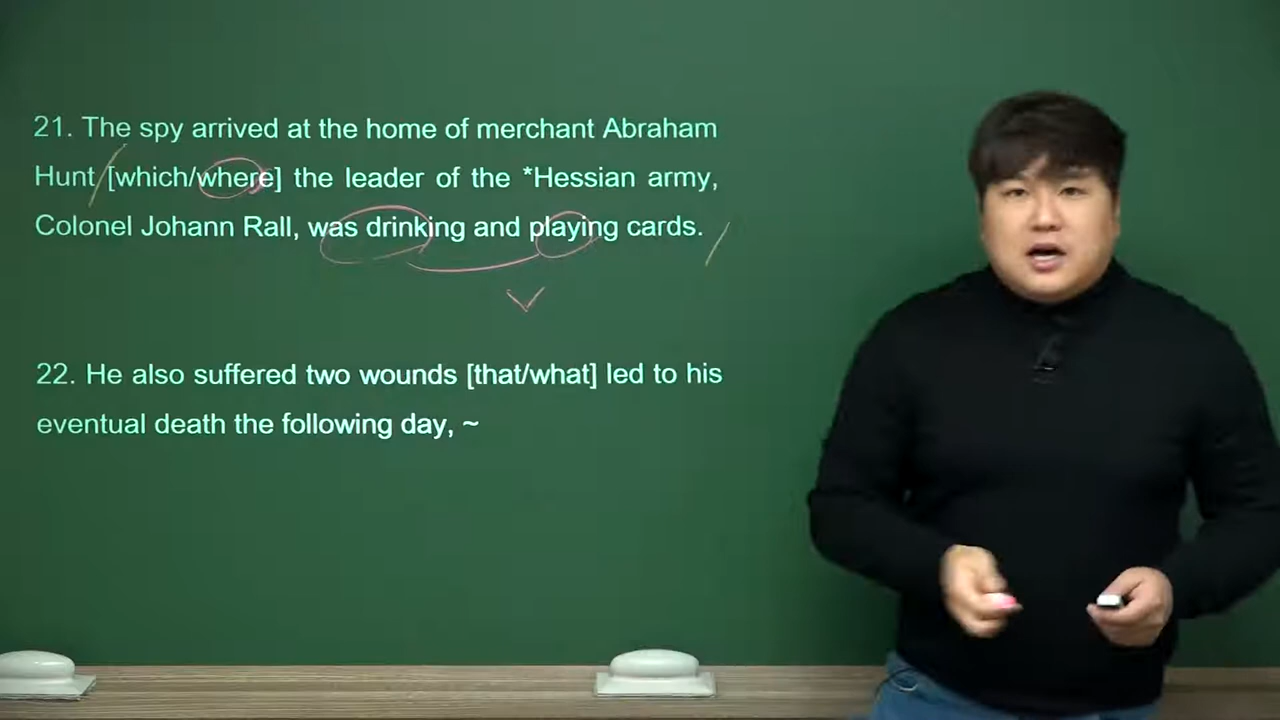 21. The spy arrived at the home of merchant Abraham
Hunt [which/where] the leader of the *Hessian army,
Colonel Johann Rall, was drinking and playing cards.
22. He also suffered two wounds [that/what] led to his
eventual death the following day, ~